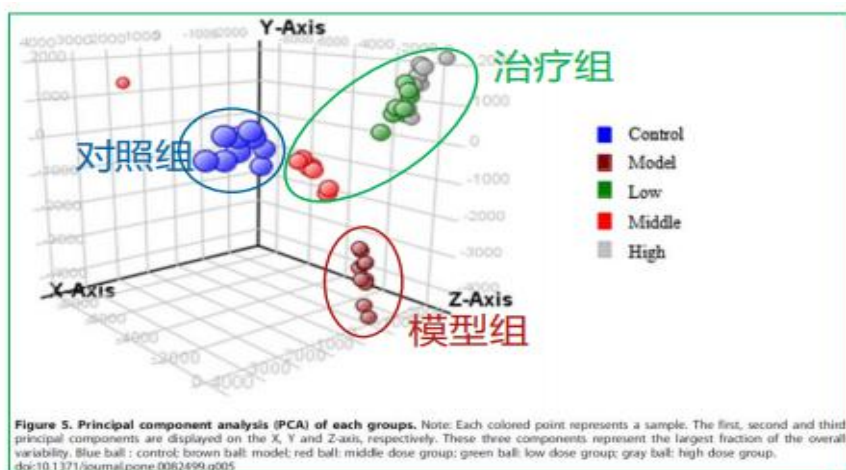 Y-Axis
治疗组
对照组
Control
Model
Low
Middle
High
X-Axis
Z-Axis
模型组
Figure 5. Principal component analysis (PCA) of each groups. Note: Each colored point represents a sample. The first, second and third
principal components are displayed on the X, Y and Z-axis, respectively. These three components represent the largest fraction of the overall
variability. Blue ball : control; brown ball: model; red ball: middle dose group; green ball: low dose group; gray ball: high dose group.
doi:10.1371/journal.pone.0082499.g005